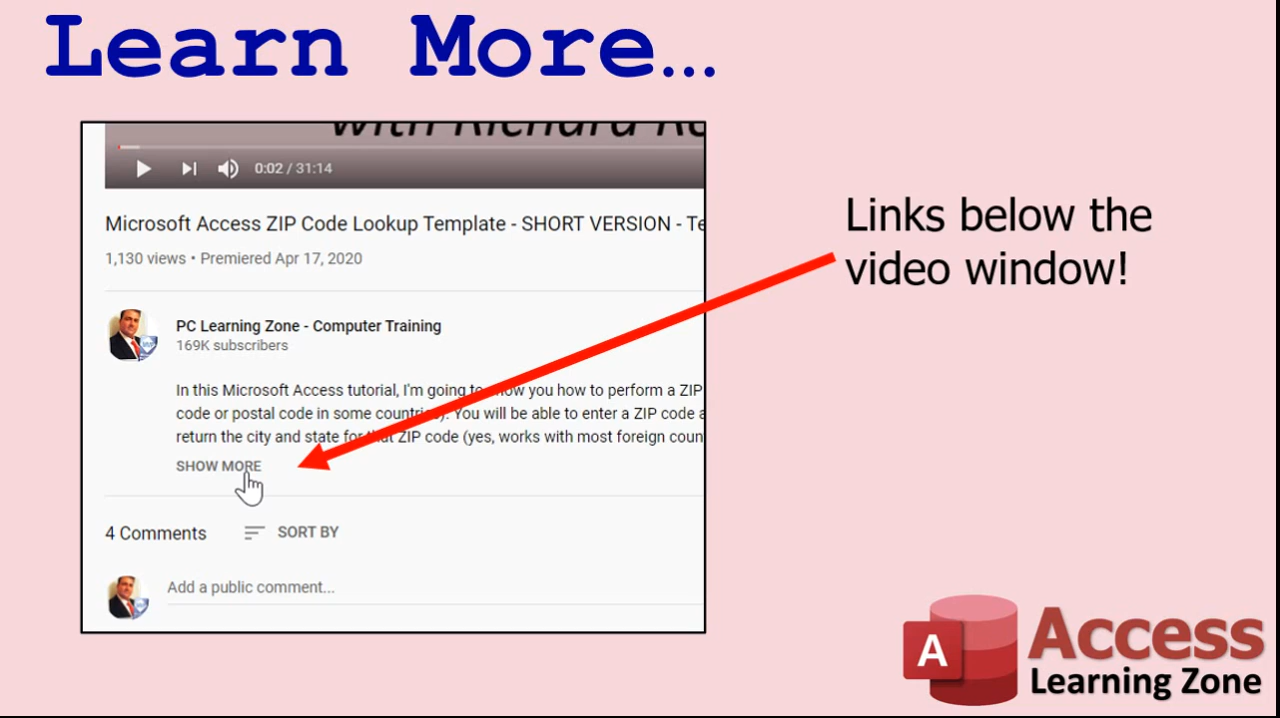 Learn More...
with Richard
0:02 / 31:14
Microsoft Access ZIP Code Lookup Template - SHORT VERSION - Te
1,130 views • Premiered Apr 17, 2020
PC Learning Zone - Computer Training
169K subscribers
In this Microsoft Access tutorial, I'm going to show you how to perform a ZIP
code or postal code in some countries). You will be able to enter a ZIP code a
return the city and state for that ZIP code (yes, works with most foreign coun
SHOW MORE
4 Comments
SORT BY
Add a public comment...
Links below the
video window!
A
Access
Learning Zone